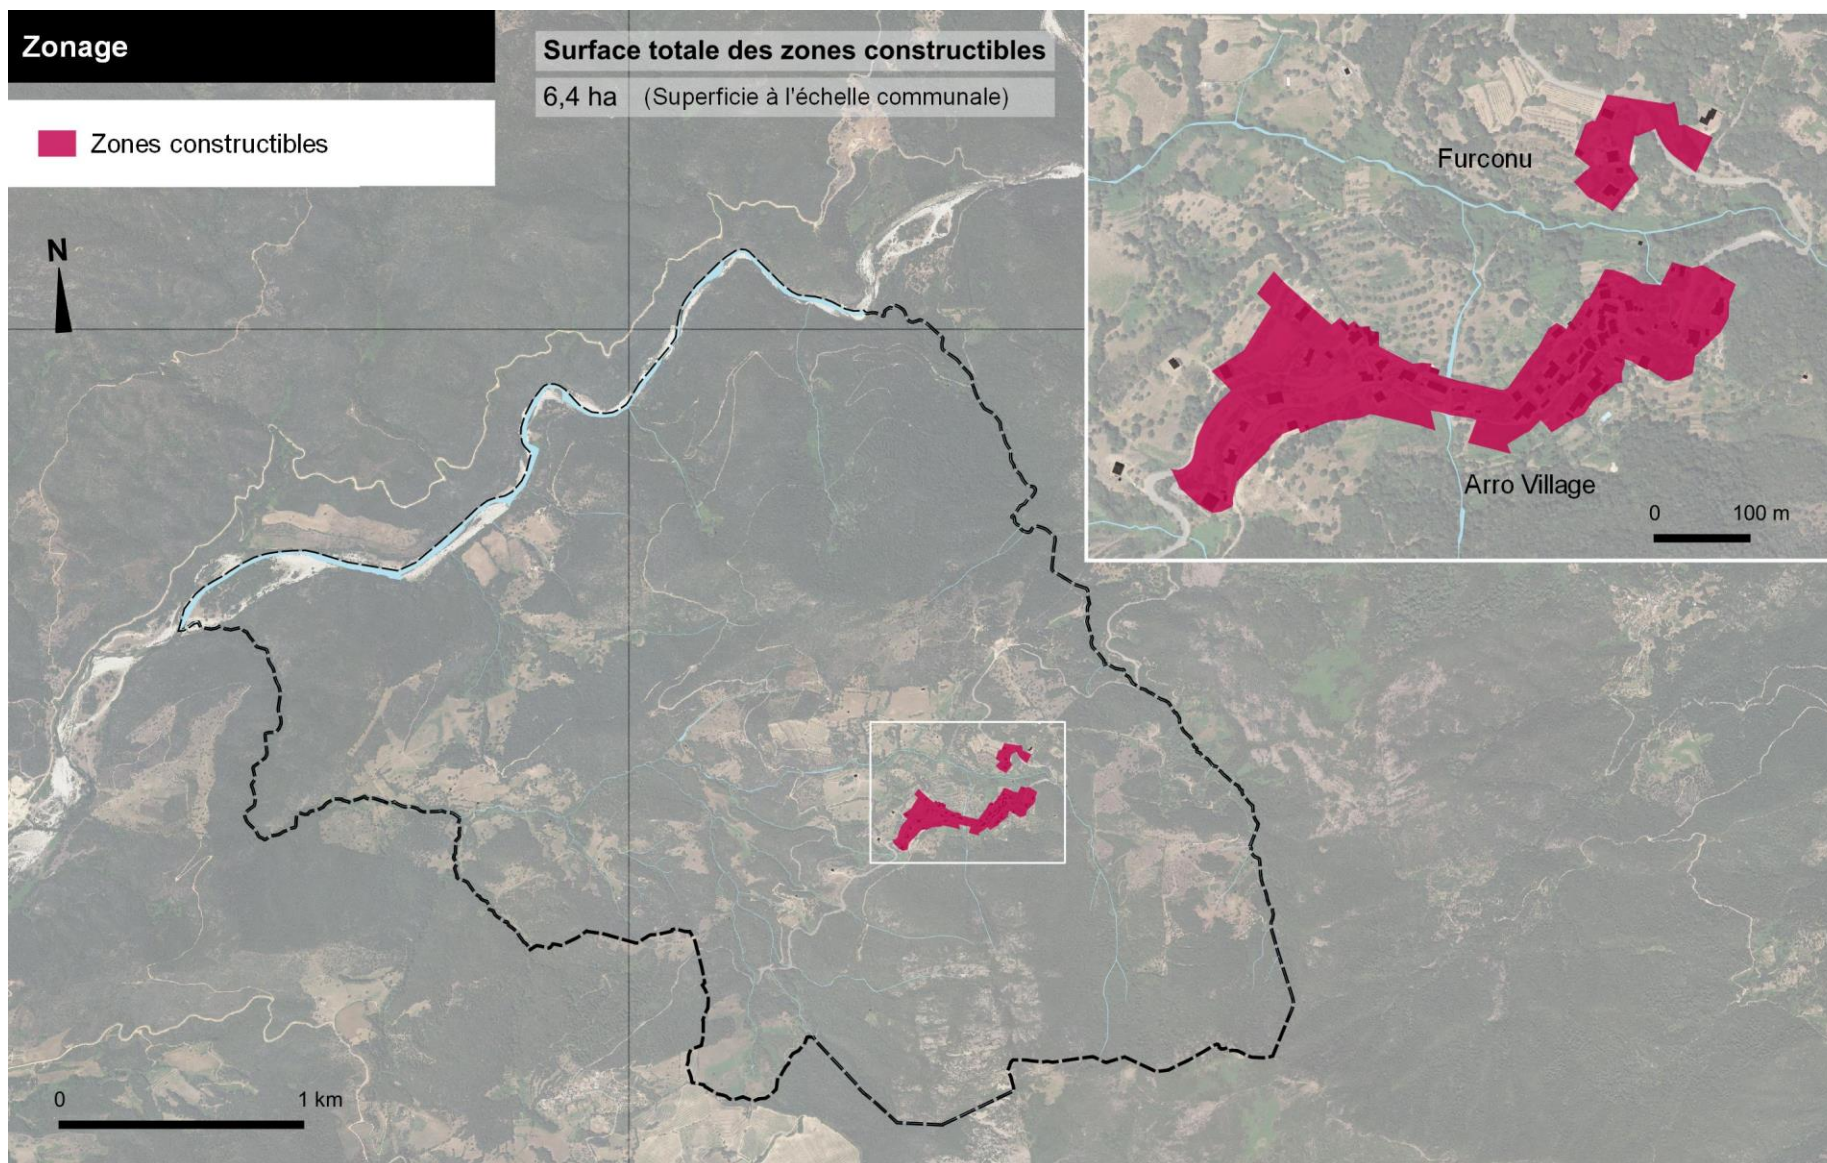 Zonage
Zones constructibles
Surface totale des zones constructibles
6,4 ha (Superficie à l'échelle communale)
N
Furconu
Arro Village
0 100 m
0 1 km